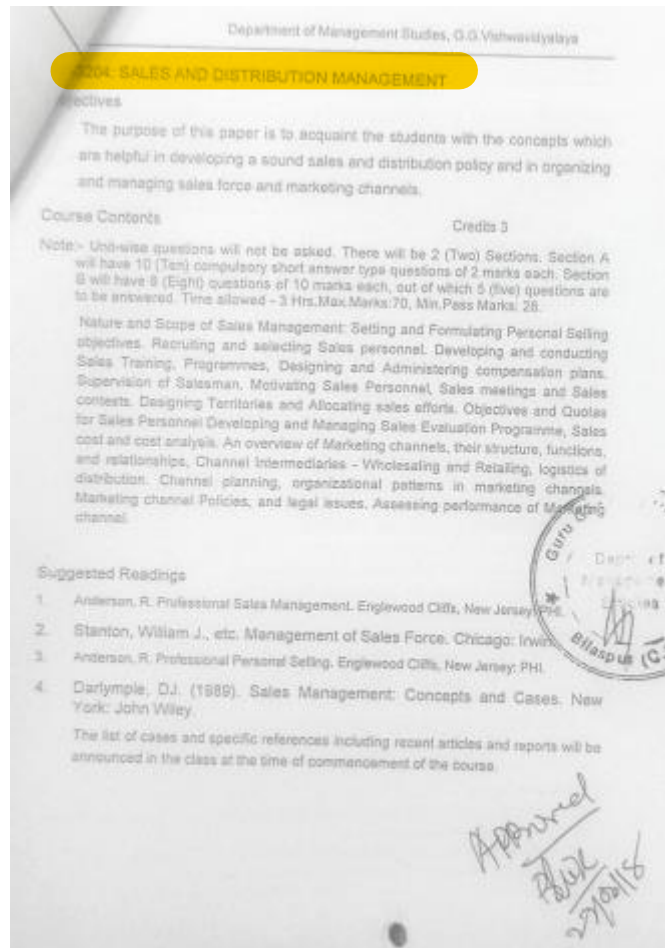 Department of Management Studies, G.G.Vishwavidyalaya
3204: SALES AND DISTRIBUTION MANAGEMENT
ectives
The purpose of this paper is to acquaint the students with the concepts which
are helpful in developing a sound sales and distribution policy and in organizing
and managing sales force and marketing channels.
Course Contents
Credits 3
Note:- Unit-wise questions will not be asked. There will be 2 (Two) Sections. Section A
will have 10 (Ten) compulsory short answer type questions of 2 marks each. Section
B will have 8 (Eight) questions of 10 marks each, out of which 5 (five) questions are
to be answered. Time allowed - 3 Hrs.Max.Marks:70, Min.Pass Marks: 28.
Nature and Scope of Sales Management: Setting and Formulating Personal Selling
objectives. Recruiting and selecting Sales personnel. Developing and conducting
Sales Training, Programmes, Designing and Administering compensation plans.
Supervision of Salesman, Motivating Sales Personnel, Sales meetings and Sales
contests. Designing Territories and Allocating sales efforts. Objectives and Quotas
for Sales Personnel Developing and Managing Sales Evaluation Programme, Sales
cost and cost analysis. An overview of Marketing channels, their structure, functions,
and relationships, Channel Intermediaries - Wholesaling and Retailing, logistics of
distribution. Channel planning, organizational patterns in marketing channels.
Marketing channel Policies, and legal issues, Assessing performance of Marketing
channel.
Guru
Depar of
Bilaspur (C.
Suggested Readings
1. Anderson, R. Professional Sales Management. Englewood Cliffs, New Jersey: PHI.
2. Stanton, William J., etc. Management of Sales Force. Chicago: Irwin.
3. Anderson, R. Professional Personal Selling. Englewood Cliffs, New Jersey: PHI.
4. Darlymple, DJ. (1989). Sales Management: Concepts and Cases. New
York: John Wiley.
The list of cases and specific references including recent articles and reports will be
announced in the class at the time of commencement of the course.
Approved